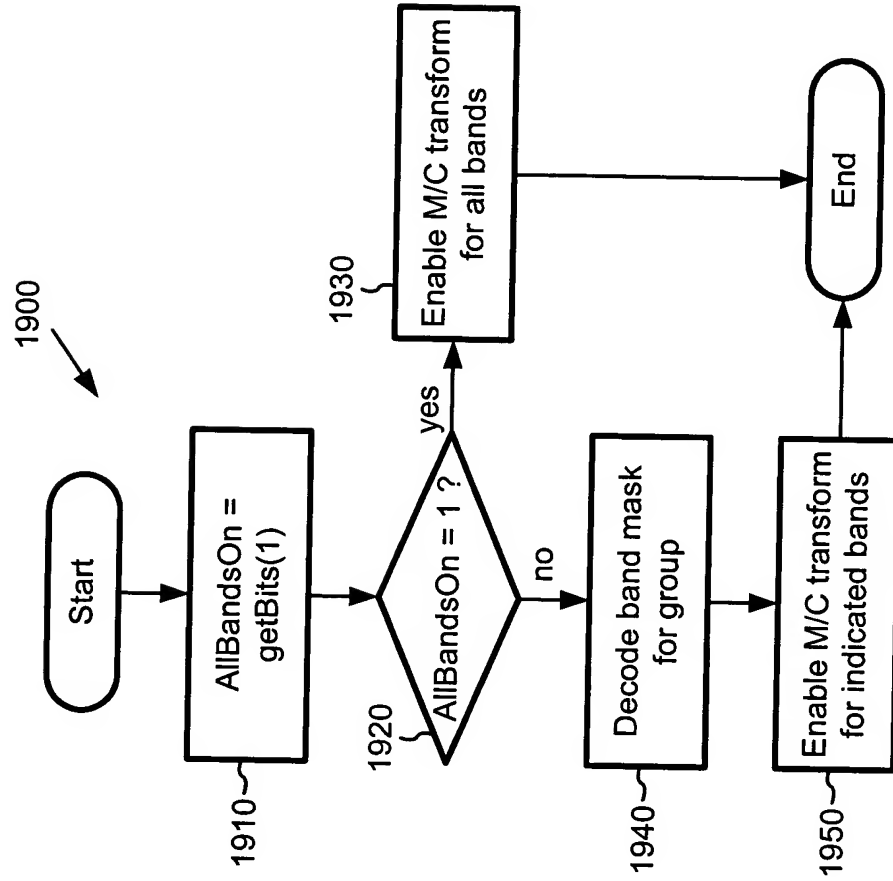 1900
Start
1910
AllBandsOn =
getBits(1)
1920
AllBandsOn = 1 ?
yes
1930
Enable M/C transform
for all bands
no
1940
Decode band mask
for group
1950
Enable M/C transform
for indicated bands
End